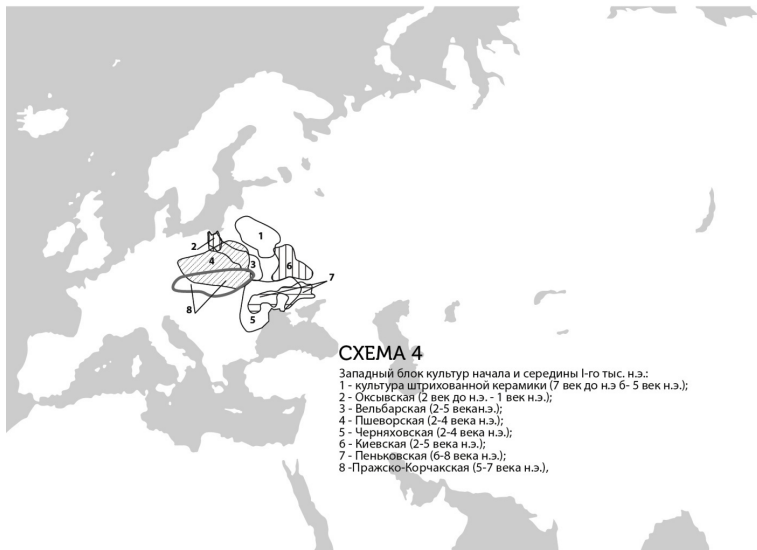 1
2
4
3
6
7
8
5
СХЕМА 4
Западный блок культур начала и середины I-го тыс. н.э.:
1 - культура штрихованной керамики (7 век до н.э б- 5 век н.э.);
2 - Оксывская (2 век до н.э. - 1 век н.э.);
3 - Вельбарская (2-5 векан.э.);
4 - Пшеворская (2-4 века н.э.);
5 - Черняховская (2-4 века н.э.);
6 - Киевская (2-5 века н.э.);
7 - Пеньковская (6-8 века н.э.);
8 -Пражско-Корчакская (5-7 века н.э.),